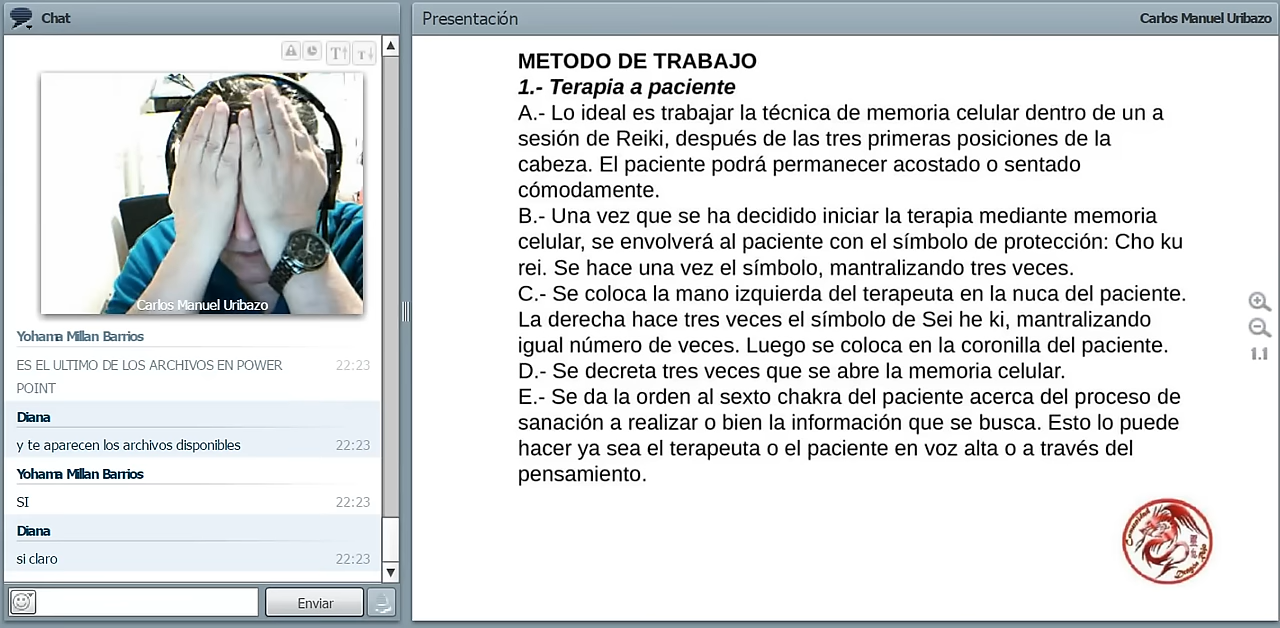 Chat
Carlos Manuel Uribazo
Yohama Millan Barrios
ES EL ULTIMO DE LOS ARCHIVOS EN POWER 22:23
POINT
Diana
y te aparecen los archivos disponibles 22:23
Yohama Millan Barrios
SI 22:23
Diana
si claro 22:23
Enviar
Presentación
Carlos Manuel Uribazo
METODO DE TRABAJO
1.- Terapia a paciente
A.- Lo ideal es trabajar la técnica de memoria celular dentro de un a
sesión de Reiki, después de las tres primeras posiciones de la
cabeza. El paciente podrá permanecer acostado o sentado
cómodamente.
B.- Una vez que se ha decidido iniciar la terapia mediante memoria
celular, se envolverá al paciente con el símbolo de protección: Cho ku
rei. Se hace una vez el símbolo, mantralizando tres veces.
C.- Se coloca la mano izquierda del terapeuta en la nuca del paciente.
La derecha hace tres veces el símbolo de Sei he ki, mantralizando
igual número de veces. Luego se coloca en la coronilla del paciente.
D.- Se decreta tres veces que se abre la memoria celular.
E.- Se da la orden al sexto chakra del paciente acerca del proceso de
sanación a realizar o bien la información que se busca. Esto lo puede
hacer ya sea el terapeuta o el paciente en voz alta o a través del
pensamiento.
1.1
Comunidad
Dragón Rojo